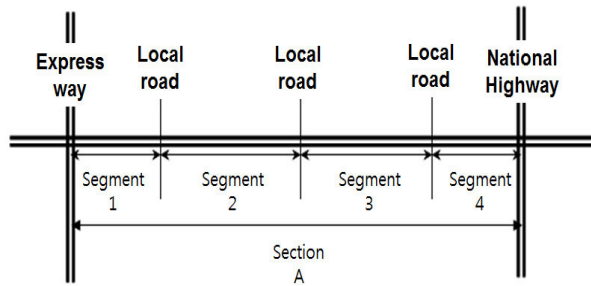 Express
way
Local
road
Local
road
Local
road
National
Highway
Segment
1
Segment
2
Segment
3
Segment
4
Section
A